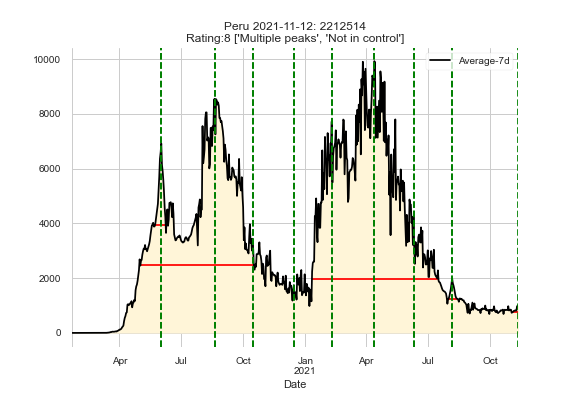 Peru 2021-11-12: 2212514
Rating:8 ['Multiple peaks', 'Not in control']
Average-7d
10000
8000
6000
4000
2000
0
Apr
Jul
Oct
Jan
2021
Apr
Jul
Oct
Date